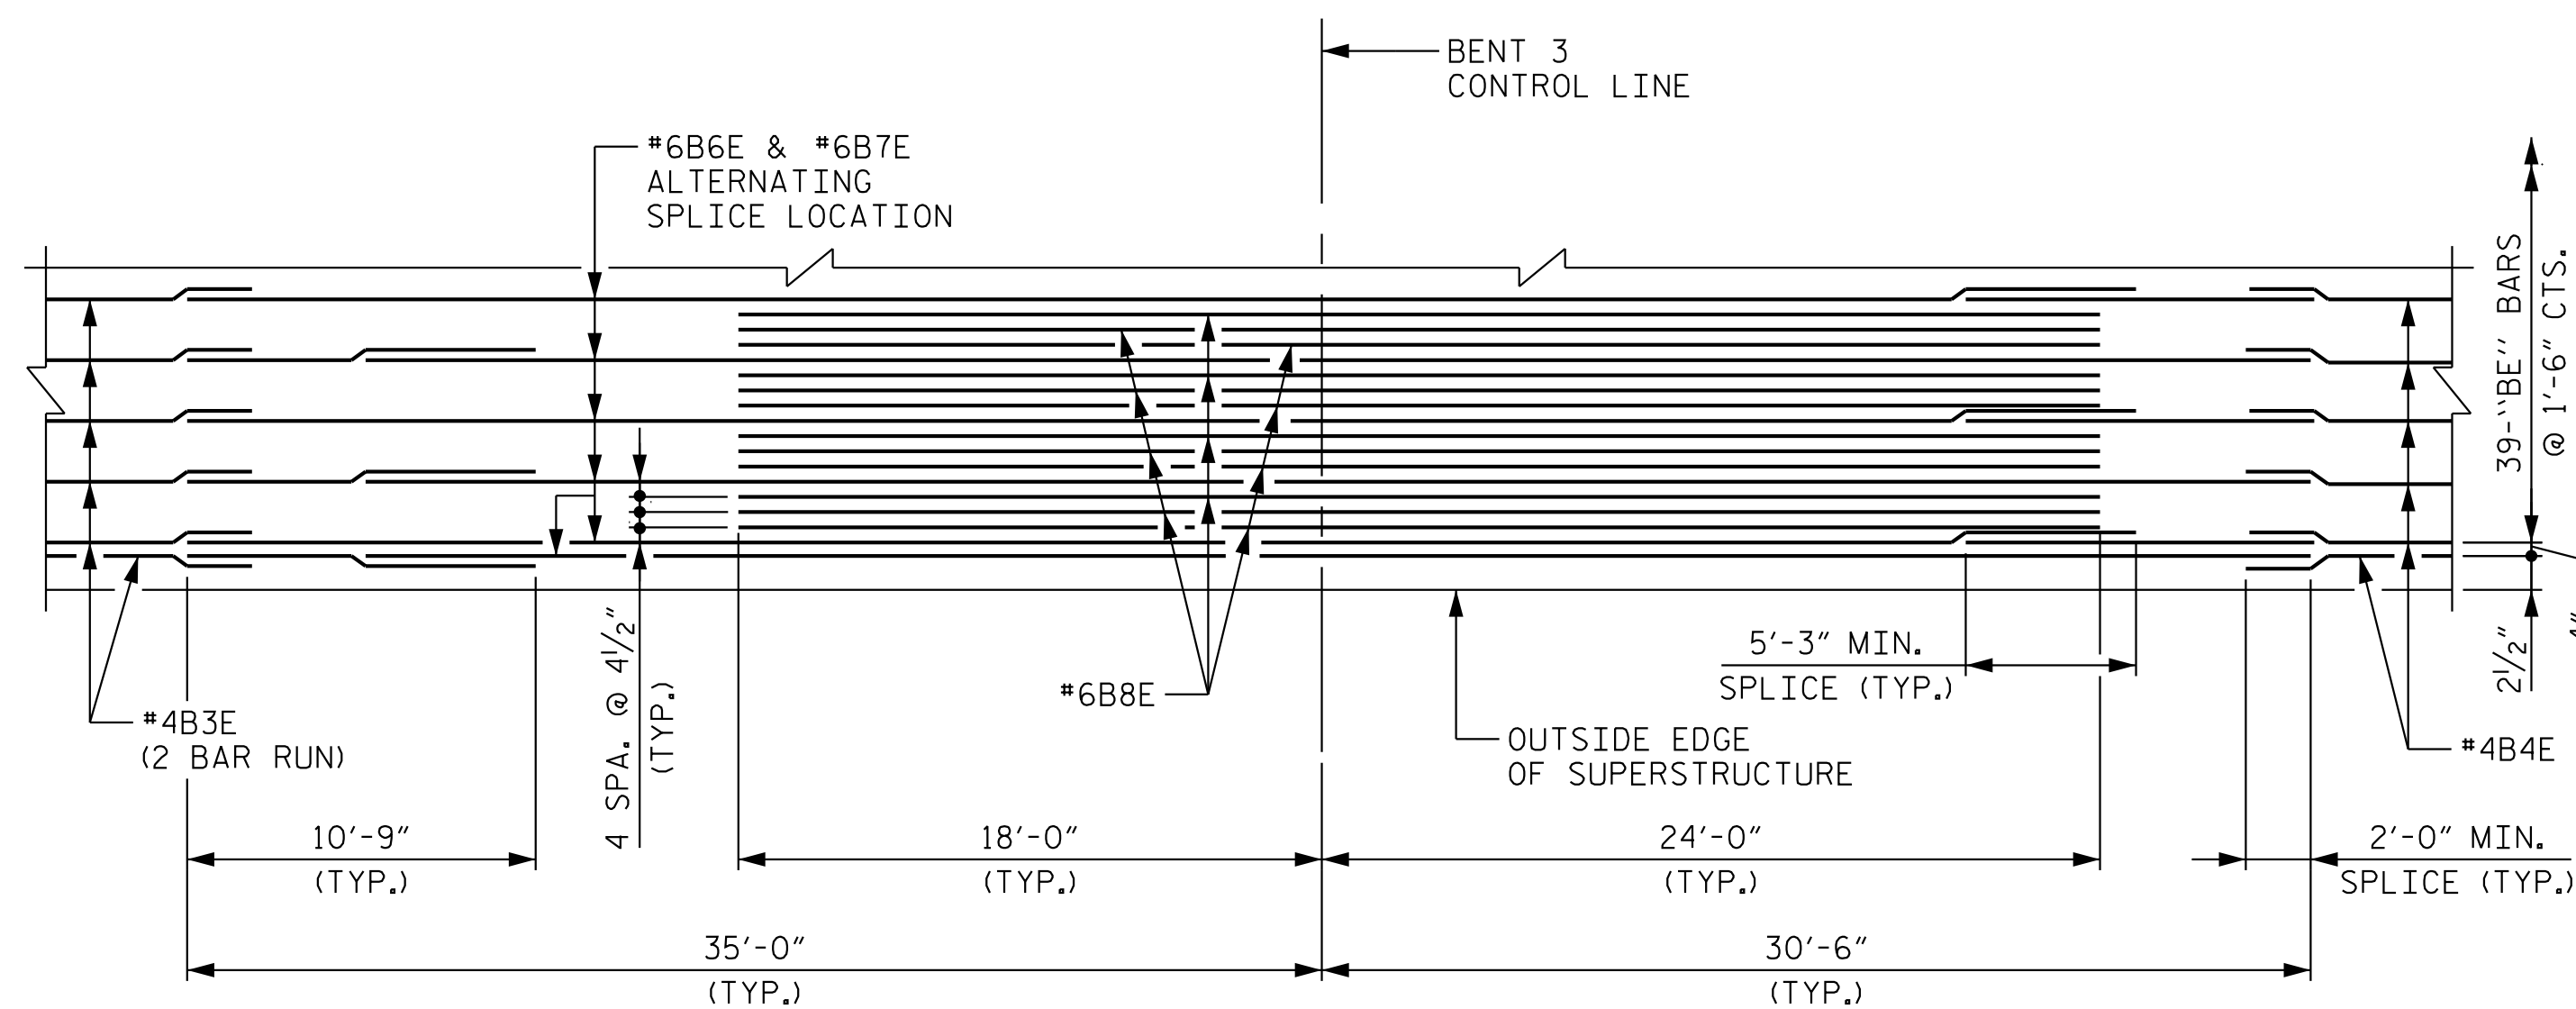 BENT 3
CONTROL LINE
#6B6E & #6B7E
ALTERNATING
SPLICE LOCATION
39-"BE" BARS
@ 1'-6" CTS.
5'-3" MIN.
SPLICE (TYP.)
4 SPA. @ 4½"
(TYP.)
2½"
4"
#6B8E
#4B3E
(2 BAR RUN)
OUTSIDE EDGE
OF SUPERSTRUCTURE
#4B4E
10'-9"
(TYP.)
18'-0"
(TYP.)
24'-0"
(TYP.)
2'-0" MIN.
SPLICE (TYP.)
35'-0"
(TYP.)
30'-6"
(TYP.)